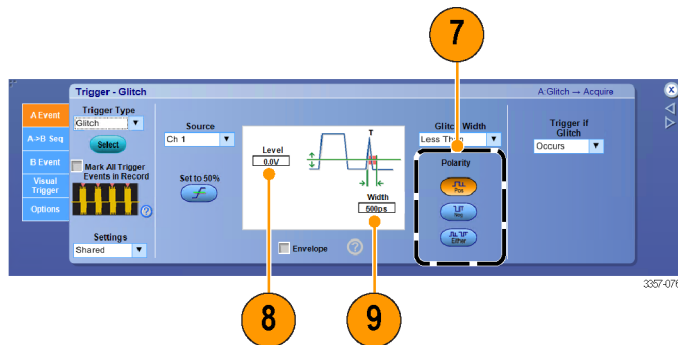 7
Trigger - Glitch
A:Glitch → Acquire
X
A Event
A->B Seq
B Event
Visual
Trigger
Options
Trigger Type
Glitch
Select
Mark All Trigger
Events in Record
?
Settings
Shared
Source
Ch 1
Set to 50%
Level
0.0V
T
Width
500ps
Envelope
?
Glitch Width
Less Than
Polarity
Pos
Neg
Either
Trigger if
Glitch
Occurs
8
9
3357-076